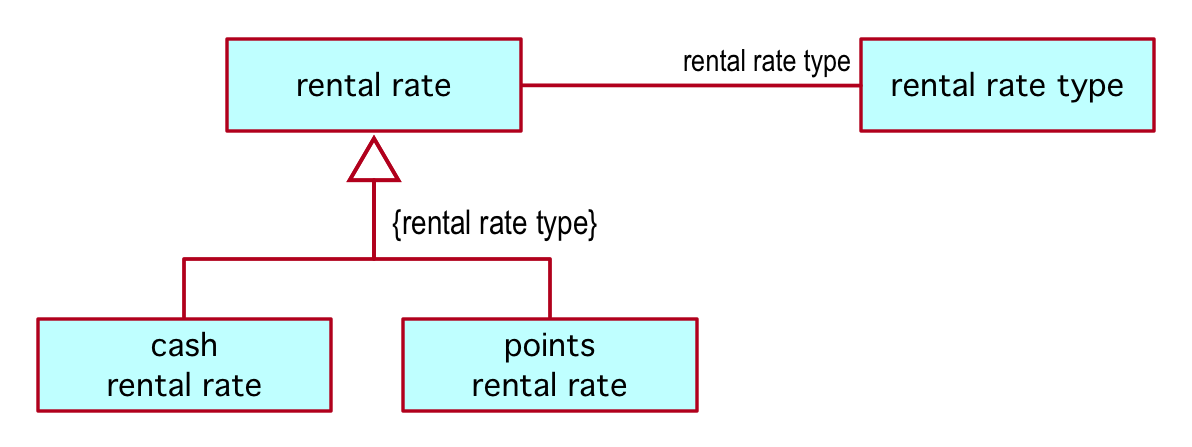 rental rate type
rental rate
rental rate type
{rental rate type}
cash
rental rate
points
rental rate